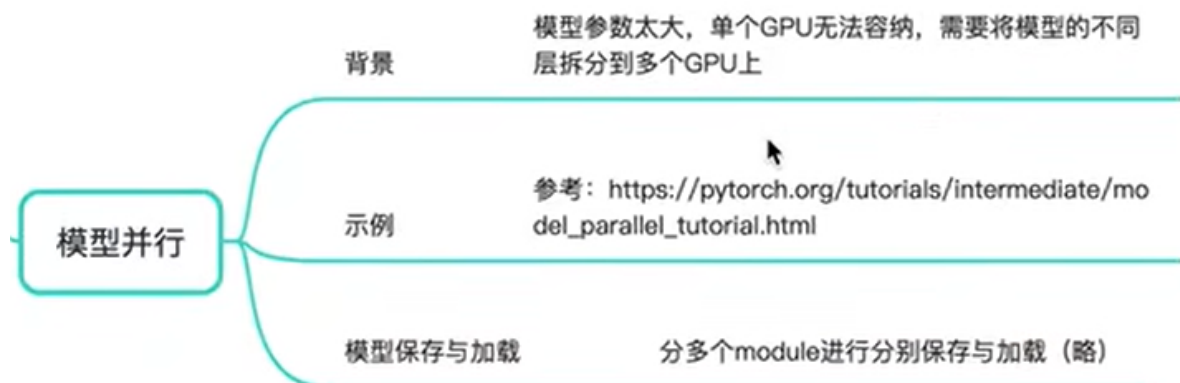 模型参数太大，单个GPU无法容纳，需要将模型的不同
背景
层拆分到多个GPU上
参考：https://pytorch.org/tutorials/intermediate/mo
示例
del_parallel_tutorial.html
模型并行
模型保存与加载
分多个module进行分别保存与加载（略）